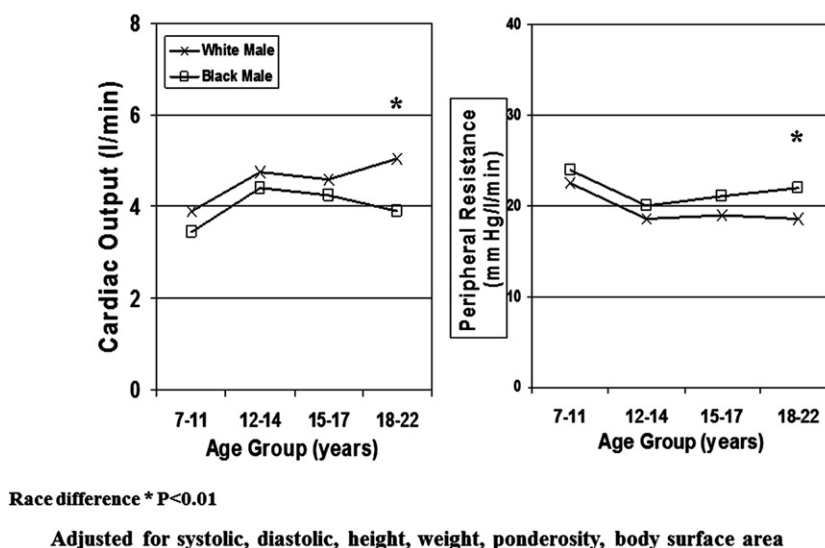 8
6
4
2
0
Cardiac Output (l/min)
White Male
Black Male
*
7-11 12-14 15-17 18-22
Age Group (years)
40
30
20
10
0
Peripheral Resistance
(mm Hg/l/min)
*
7-11 12-14 15-17 18-22
Age Group (years)
Race difference * P<0.01
Adjusted for systolic, diastolic, height, weight, ponderosity, body surface area